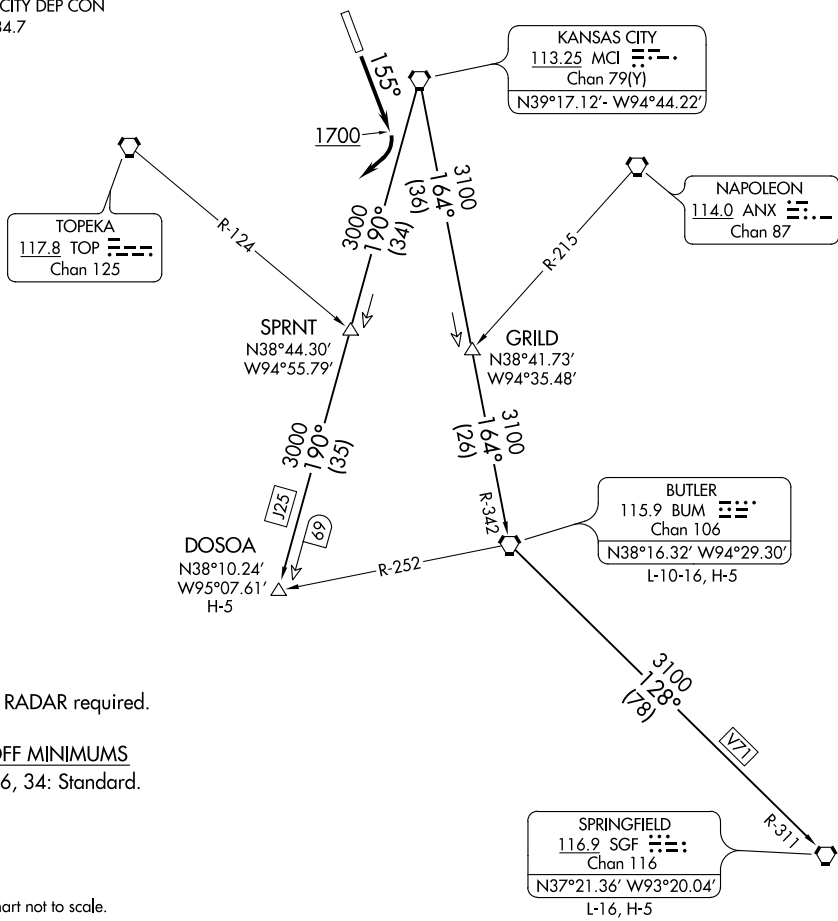 CITY DEP CON
34.7
155°
1700
KANSAS CITY
113.25 MCI
Chan 79(Y)
N39°17.12'- W94°44.22'
TOPEKA
117.8 TOP
Chan 125
R-124
3000
190°
(34)
3100
164°
(36)
NAPOLEON
114.0 ANX
Chan 87
R-215
SPRNT
N38°44.30'
W94°55.79'
GRILD
N38°41.73'
W94°35.48'
3000
190°
(35)
J25
69
3100
164°
(26)
R-342
DOSOA
N38°10.24'
W95°07.61'
H-5
R-252
BUTLER
115.9 BUM
Chan 106
N38°16.32' W94°29.30'
L-10-16, H-5
3100
128°
(78)
V71
R-311
RADAR required.
OFF MINIMUMS
6, 34: Standard.
SPRINGFIELD
116.9 SGF
Chan 116
N37°21.36' W93°20.04'
L-16, H-5
hart not to scale.